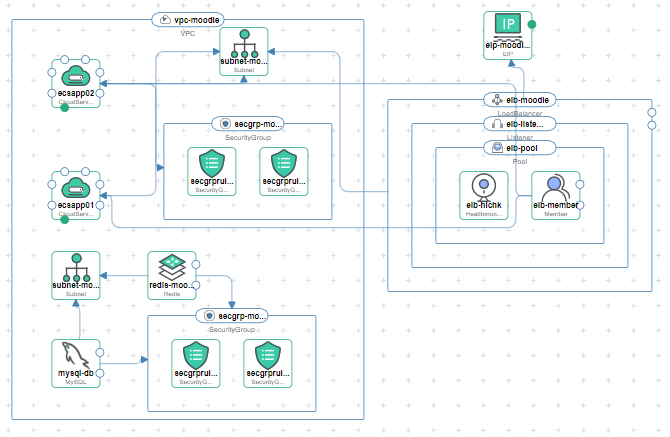 vpc-moodle
VPC
IP
eip-moodl...
EIP
subnet-mo...
Subnet
ecsapp02
CloudServ...
elb-moodle
LoadBalancer
elb-liste...
Listener
elb-pool
Pool
secgrp-mo...
SecurityGroup
secgrprul...
SecurityG...
secgrprul...
SecurityG...
ecsapp01
CloudServ...
elb-hlchk
Healthmon...
elb-member
Member
subnet-mo...
Subnet
redis-moo...
Redis
secgrp-mo...
SecurityGroup
mysql-db
MySQL
secgrprul...
SecurityG...
secgrprul...
SecurityG...